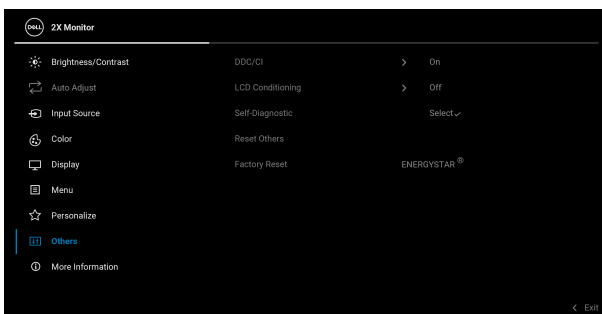 DELL 2X Monitor
Brightness/Contrast DDC/CI > On
Auto Adjust LCD Conditioning > Off
Input Source Self-Diagnostic Select✓
Color Reset Others
Display Factory Reset ENERGYSTAR ®
Menu
Personalize
Others
More Information
< Exit